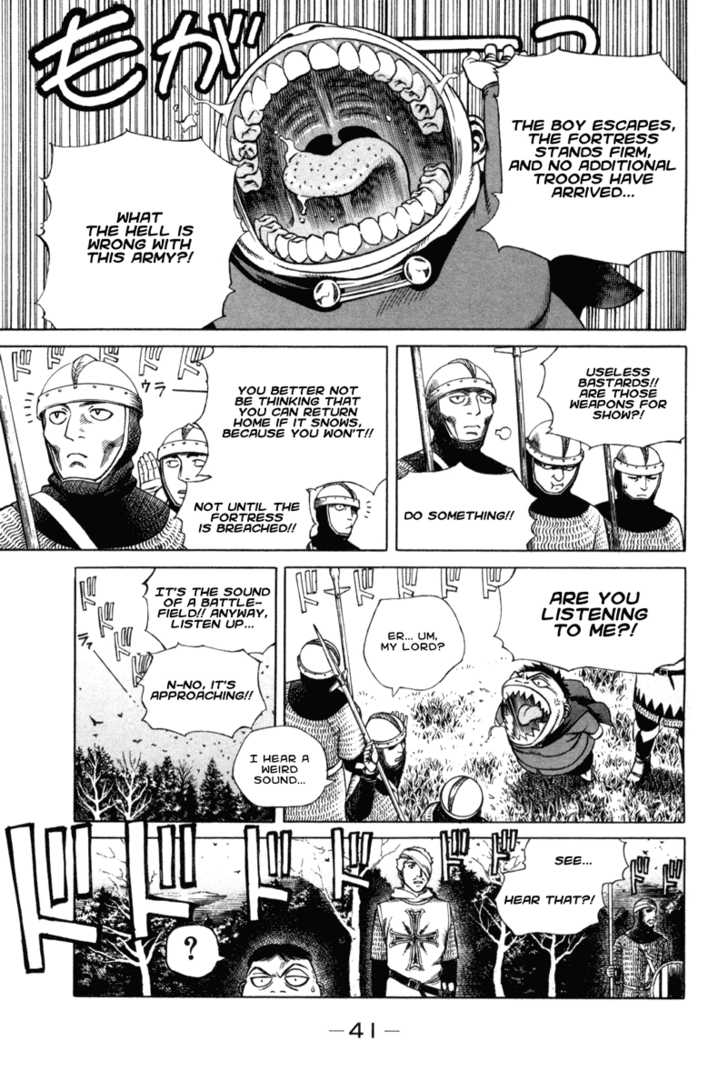 もがーっ
THE BOY ESCAPES,
THE FORTRESS
STANDS FIRM,
AND NO ADDITIONAL
TROOPS HAVE
ARRIVED...
WHAT
THE HELL IS
WRONG WITH
THIS ARMY?!
USELESS
BASTARDS!!
ARE THOSE
WEAPONS FOR
SHOW?!
DO SOMETHING!!
YOU BETTER NOT
BE THINKING THAT
YOU CAN RETURN
HOME IF IT SNOWS,
BECAUSE YOU WON'T!!
NOT UNTIL THE
FORTRESS
IS BREACHED!!
ARE YOU
LISTENING
TO ME?!
ER... UM,
MY LORD?
I HEAR A
WEIRD
SOUND...
IT'S THE SOUND
OF A BATTLE-
FIELD!! ANYWAY,
LISTEN UP...
N-NO, IT'S
APPROACHING!!
SEE...
HEAR THAT?!
?
ドドドドドド
—41—